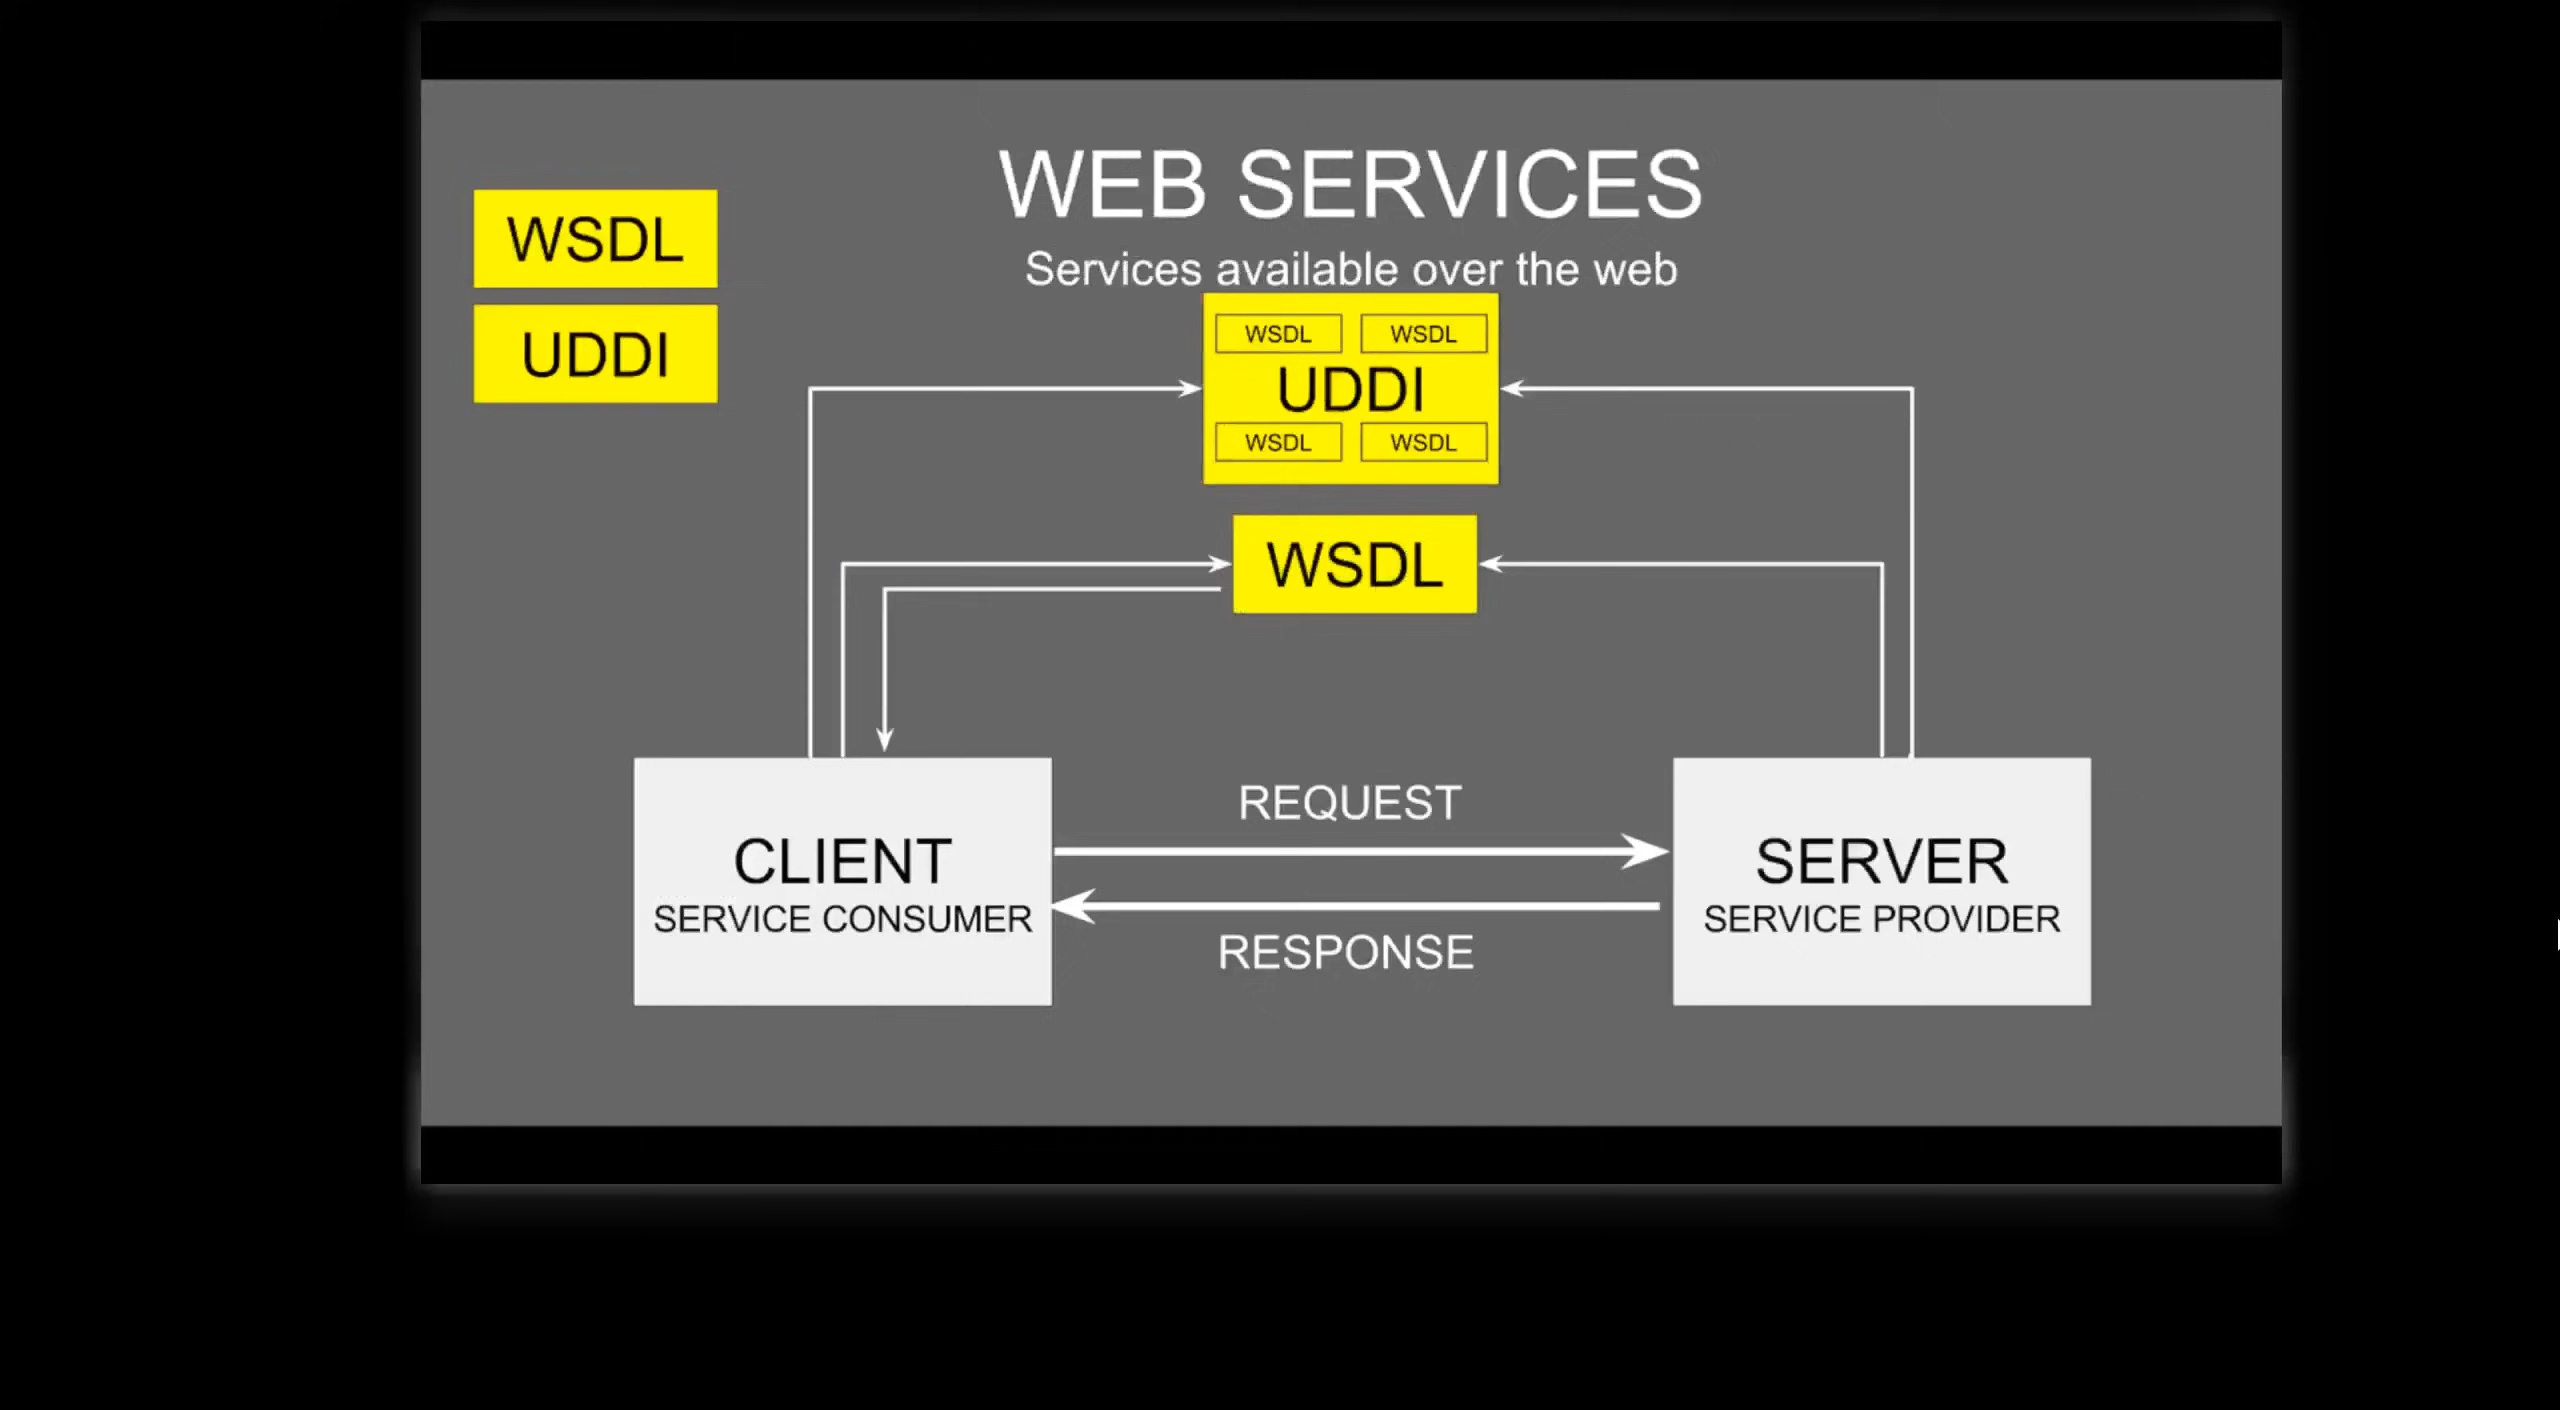 WEB SERVICES
Services available over the web
WSDL
UDDI
WSDL WSDL
UDDI
WSDL WSDL
WSDL
REQUEST
CLIENT
SERVICE CONSUMER
SERVER
SERVICE PROVIDER
RESPONSE